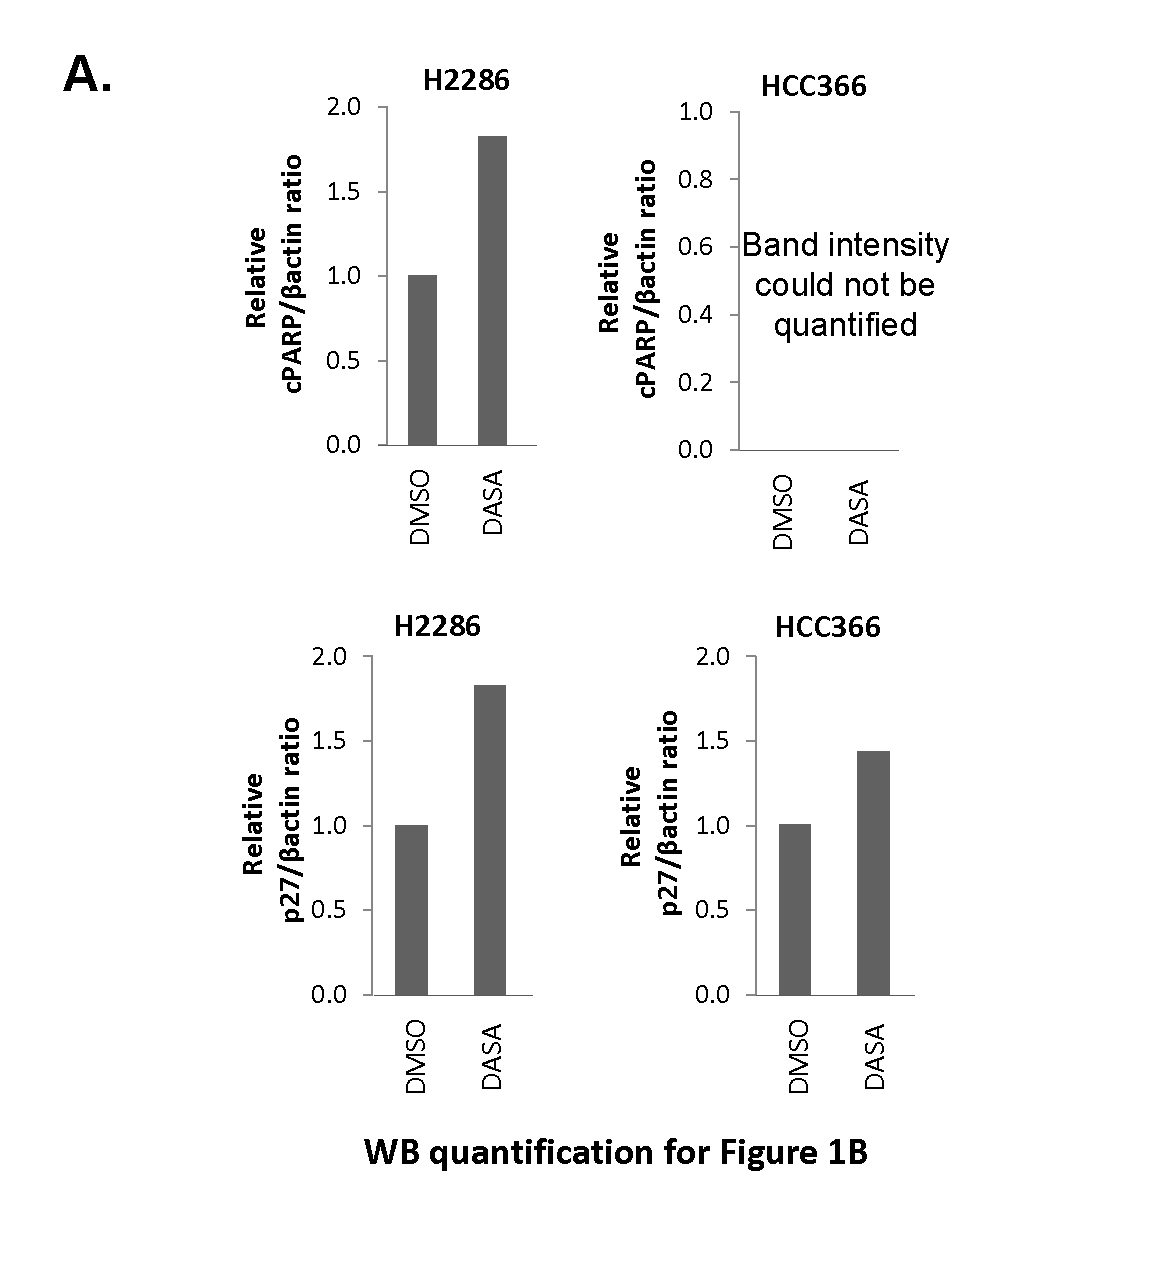 A.
H2286
Relative
cPARP/βactin ratio
2.0
1.5
1.0
0.5
0.0
DMSO
DASA
HCC366
Relative
cPARP/βactin ratio
1.0
0.8
0.6
0.4
0.2
0.0
Band intensity
could not be
quantified
DMSO
DASA
H2286
Relative
p27/βactin ratio
2.0
1.5
1.0
0.5
0.0
DMSO
DASA
HCC366
Relative
p27/βactin ratio
2.0
1.5
1.0
0.5
0.0
DMSO
DASA
WB quantification for Figure 1B